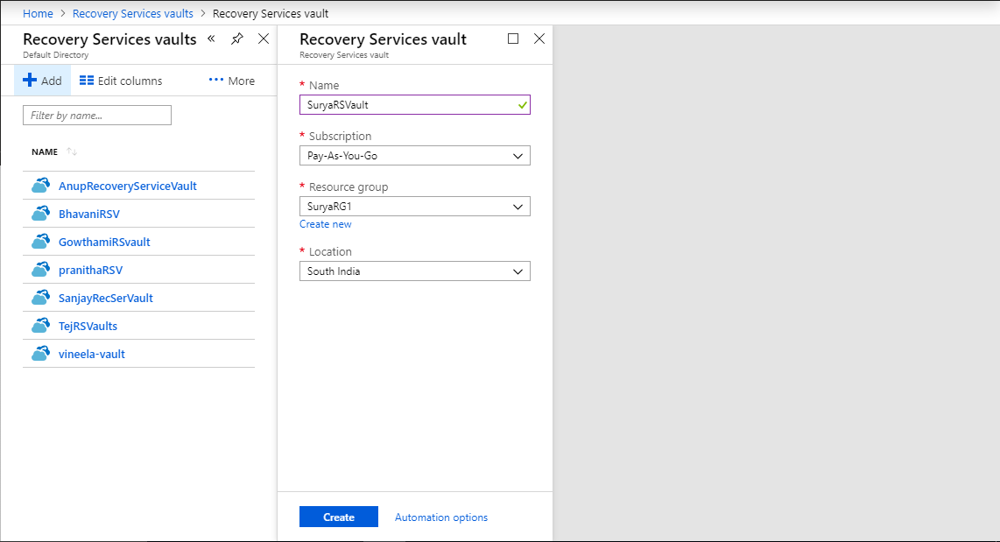 Home > Recovery Services vaults > Recovery Services vault
Recovery Services vaults «
Default Directory
Add Edit columns ··· More
Filter by name...
NAME
AnupRecoveryServiceVault
BhavaniRSV
GowthamiRSvault
pranithaRSV
SanjayRecSerVault
TejRSVaults
vineela-vault
Recovery Services vault
Recovery Services vault
* Name
SuryaRSVault
* Subscription
Pay-As-You-Go
* Resource group
SuryaRG1
Create new
* Location
South India
Create Automation options